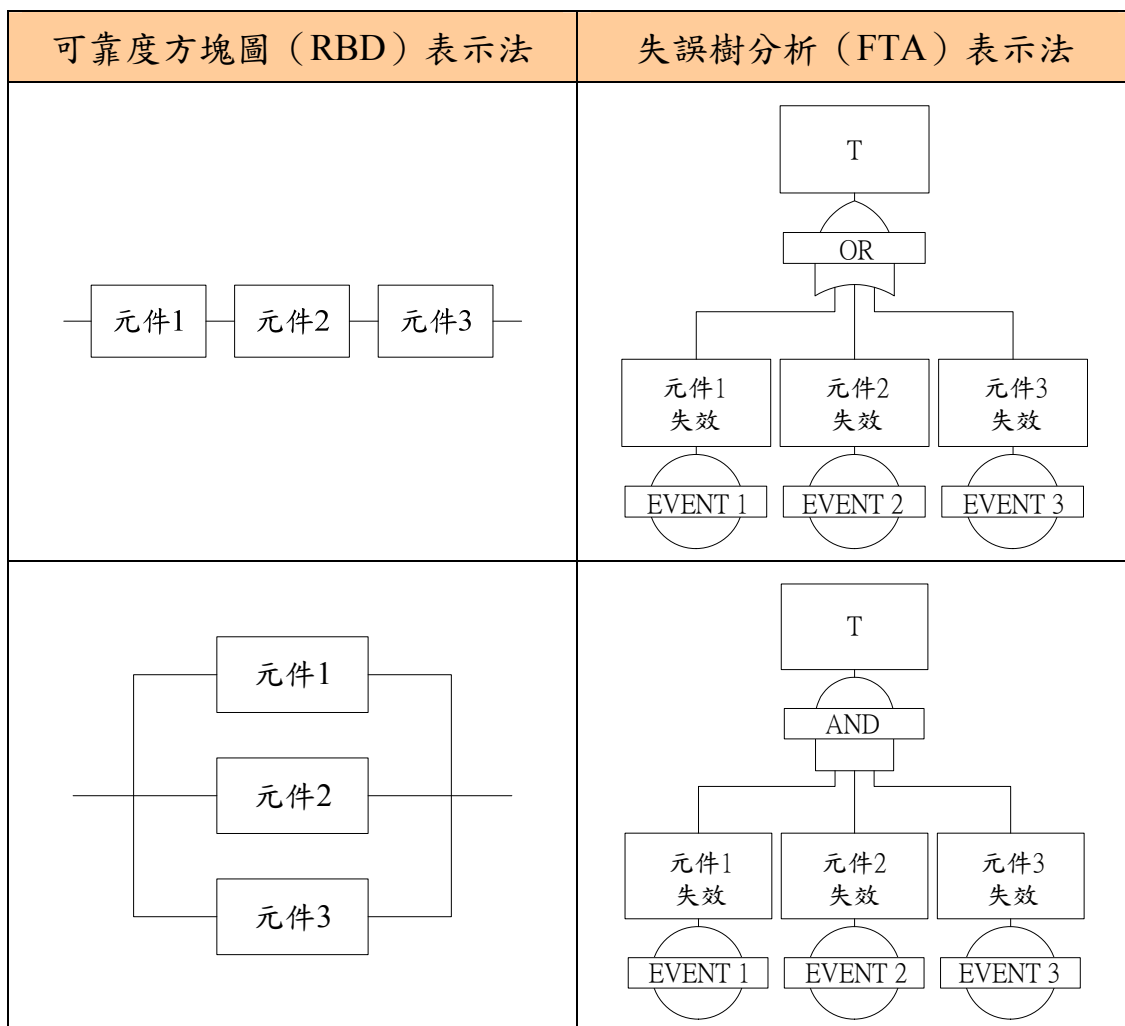 可靠度方塊圖（RBD）表示法
失誤樹分析（FTA）表示法
元件1
元件2
元件3
T
OR
元件1
失效
元件2
失效
元件3
失效
EVENT 1
EVENT 2
EVENT 3
元件1
元件2
元件3
T
AND
元件1
失效
元件2
失效
元件3
失效
EVENT 1
EVENT 2
EVENT 3